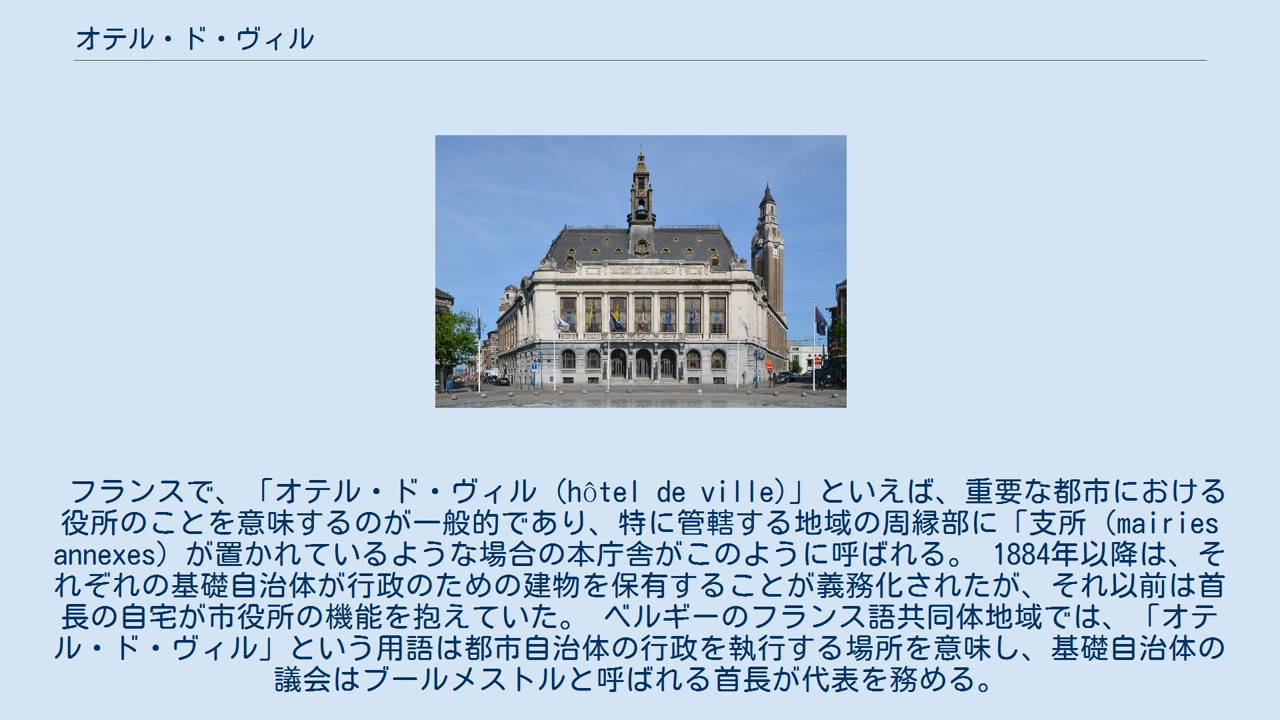 オテル・ド・ヴィル
フランスで、「オテル・ド・ヴィル（hôtel de ville)」といえば、重要な都市における
役所のことを意味するのが一般的であり、特に管轄する地域の周縁部に「支所（mairies
annexes）が置かれているような場合の本庁舎がこのように呼ばれる。 1884年以降は、そ
れぞれの基礎自治体が行政のための建物を保有することが義務化されたが、それ以前は首
長の自宅が市役所の機能を抱えていた。 ベルギーのフランス語共同体地域では、「オテ
ル・ド・ヴィル」という用語は都市自治体の行政を執行する場所を意味し、基礎自治体の
議会はブールメストルと呼ばれる首長が代表を務める。